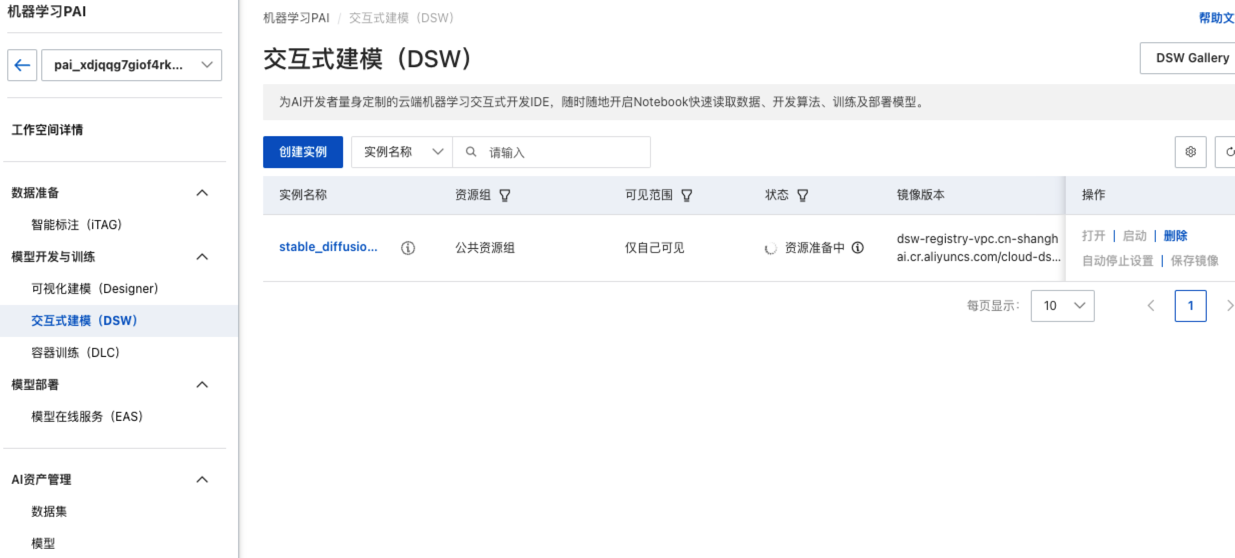 机器学习PAI
pai_xdjqqg7giof4rk...
工作空间详情
数据准备
智能标注（iTAG）
模型开发与训练
可视化建模（Designer）
交互式建模（DSW）
容器训练（DLC）
模型部署
模型在线服务（EAS）
AI资产管理
数据集
模型
机器学习PAI / 交互式建模（DSW）
帮助文
交互式建模（DSW）
DSW Gallery
为AI开发者量身定制的云端机器学习交互式开发IDE，随时随地开启Notebook快速读取数据、开发算法、训练及部署模型。
创建实例 实例名称 请输入
实例名称 资源组 可见范围 状态 镜像版本 操作
stable_diffusio... 公共资源组 仅自己可见 资源准备中
dsw-registry-vpc.cn-shangh
ai.cr.aliyuncs.com/cloud-ds...
打开 | 启动 | 删除
自动停止设置 | 保存镜像
每页显示： 10 1